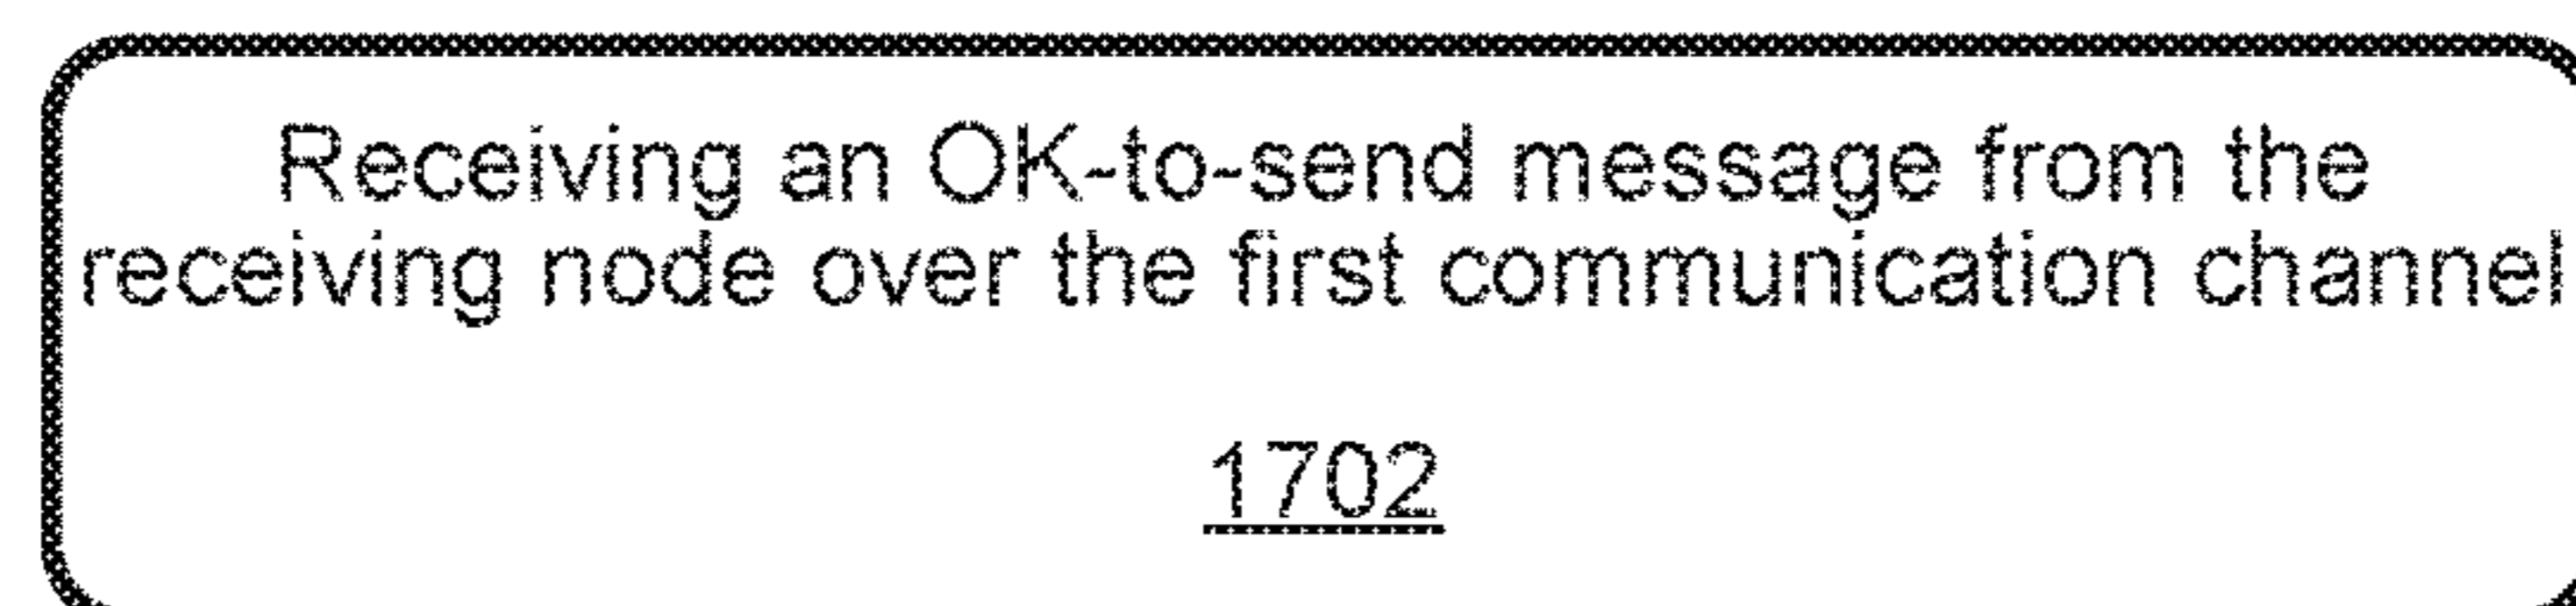 Receiving an OK-to-send message from the
receiving node over the first communication channel
1702